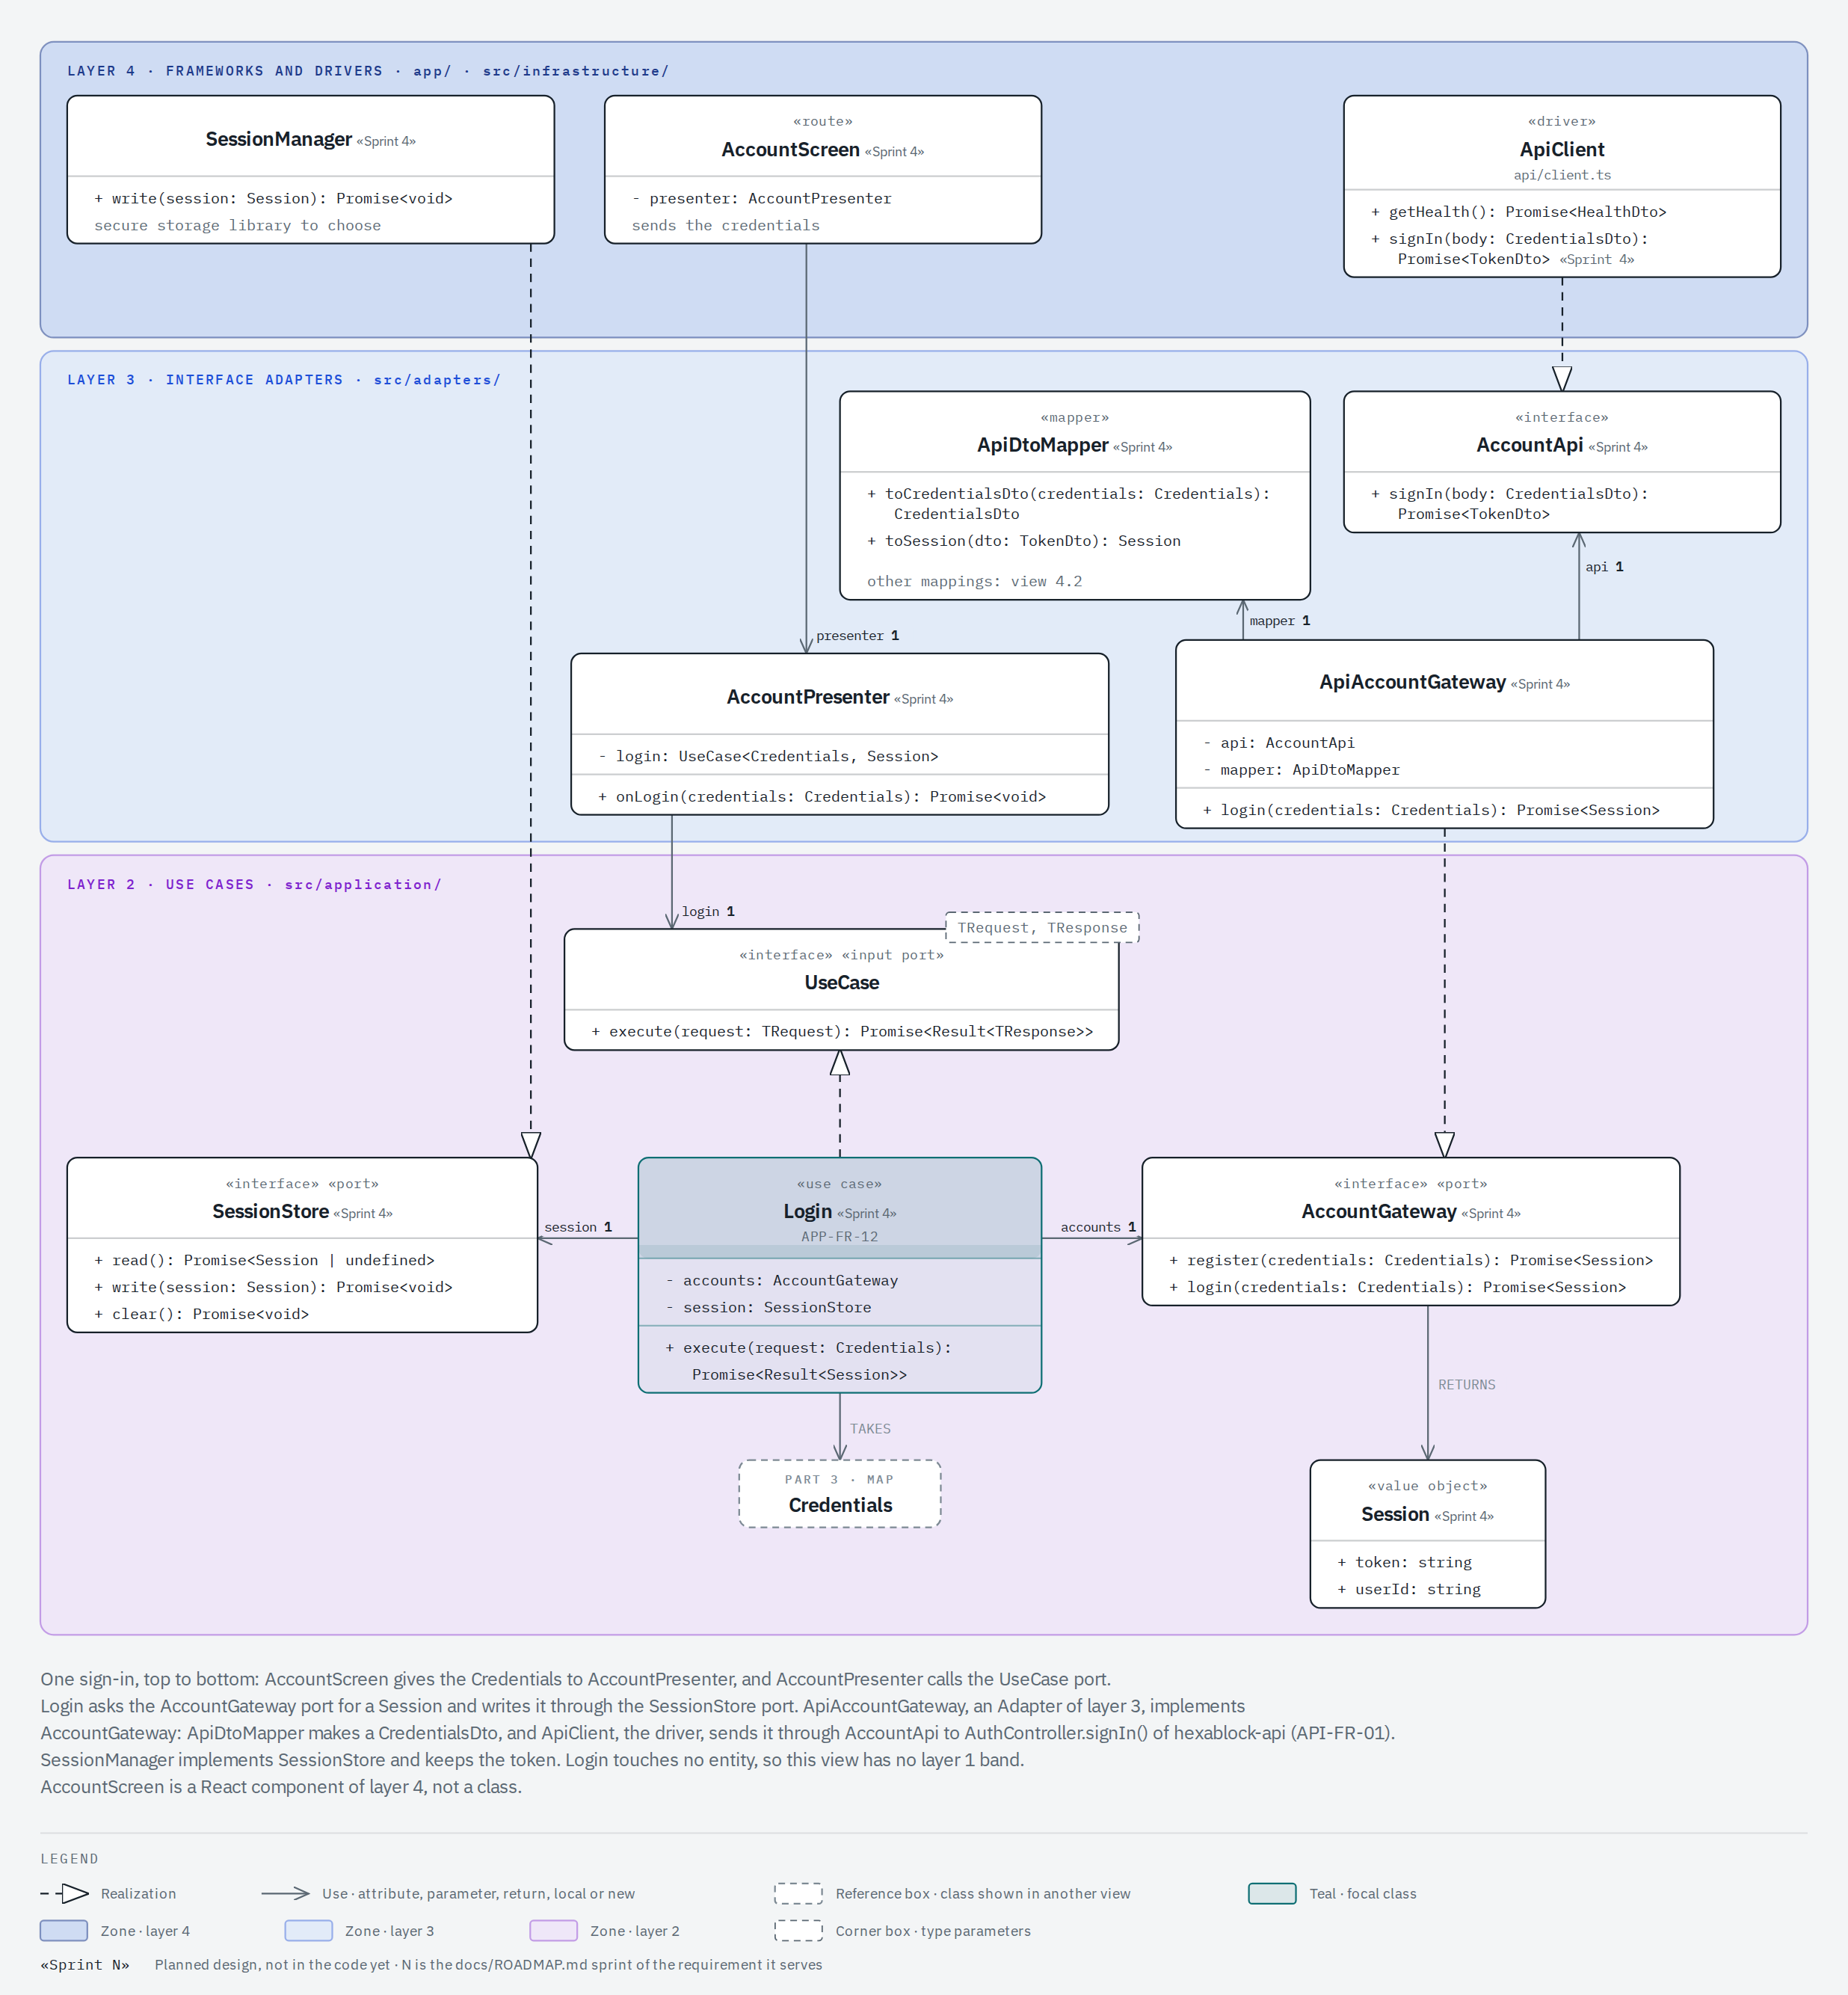 LAYER 4 · FRAMEWORKS AND DRIVERS · app/ · src/infrastructure/
SessionManager «Sprint 4»
+ write(session: Session): Promise<void>
secure storage library to choose
«route»
AccountScreen «Sprint 4»
- presenter: AccountPresenter
sends the credentials
«driver»
ApiClient
api/client.ts
+ getHealth(): Promise<HealthDto>
+ signIn(body: CredentialsDto):
Promise<TokenDto> «Sprint 4»
LAYER 3 · INTERFACE ADAPTERS · src/adapters/
«mapper»
ApiDtoMapper «Sprint 4»
+ toCredentialsDto(credentials: Credentials):
CredentialsDto
+ toSession(dto: TokenDto): Session
other mappings: view 4.2
«interface»
AccountApi «Sprint 4»
+ signIn(body: CredentialsDto):
Promise<TokenDto>
api 1
mapper 1
presenter 1
AccountPresenter «Sprint 4»
- login: UseCase<Credentials, Session>
+ onLogin(credentials: Credentials): Promise<void>
ApiAccountGateway «Sprint 4»
- api: AccountApi
- mapper: ApiDtoMapper
+ login(credentials: Credentials): Promise<Session>
LAYER 2 · USE CASES · src/application/
login 1
TRequest, TResponse
«interface» «input port»
UseCase
+ execute(request: TRequest): Promise<Result<TResponse>>
«interface» «port»
SessionStore «Sprint 4»
+ read(): Promise<Session | undefined>
+ write(session: Session): Promise<void>
+ clear(): Promise<void>
session 1
«use case»
Login «Sprint 4»
APP-FR-12
- accounts: AccountGateway
- session: SessionStore
+ execute(request: Credentials):
Promise<Result<Session>>
accounts 1
«interface» «port»
AccountGateway «Sprint 4»
+ register(credentials: Credentials): Promise<Session>
+ login(credentials: Credentials): Promise<Session>
RETURNS
TAKES
PART 3 · MAP
Credentials
«value object»
Session «Sprint 4»
+ token: string
+ userId: string
One sign-in, top to bottom: AccountScreen gives the Credentials to AccountPresenter, and AccountPresenter calls the UseCase port.
Login asks the AccountGateway port for a Session and writes it through the SessionStore port. ApiAccountGateway, an Adapter of layer 3, implements
AccountGateway: ApiDtoMapper makes a CredentialsDto, and ApiClient, the driver, sends it through AccountApi to AuthController.signIn() of hexablock-api (API-FR-01).
SessionManager implements SessionStore and keeps the token. Login touches no entity, so this view has no layer 1 band.
AccountScreen is a React component of layer 4, not a class.
LEGEND
Realization
Use · attribute, parameter, return, local or new
Reference box · class shown in another view
Teal · focal class
Zone · layer 4
Zone · layer 3
Zone · layer 2
Corner box · type parameters
«Sprint N» Planned design, not in the code yet · N is the docs/ROADMAP.md sprint of the requirement it serves